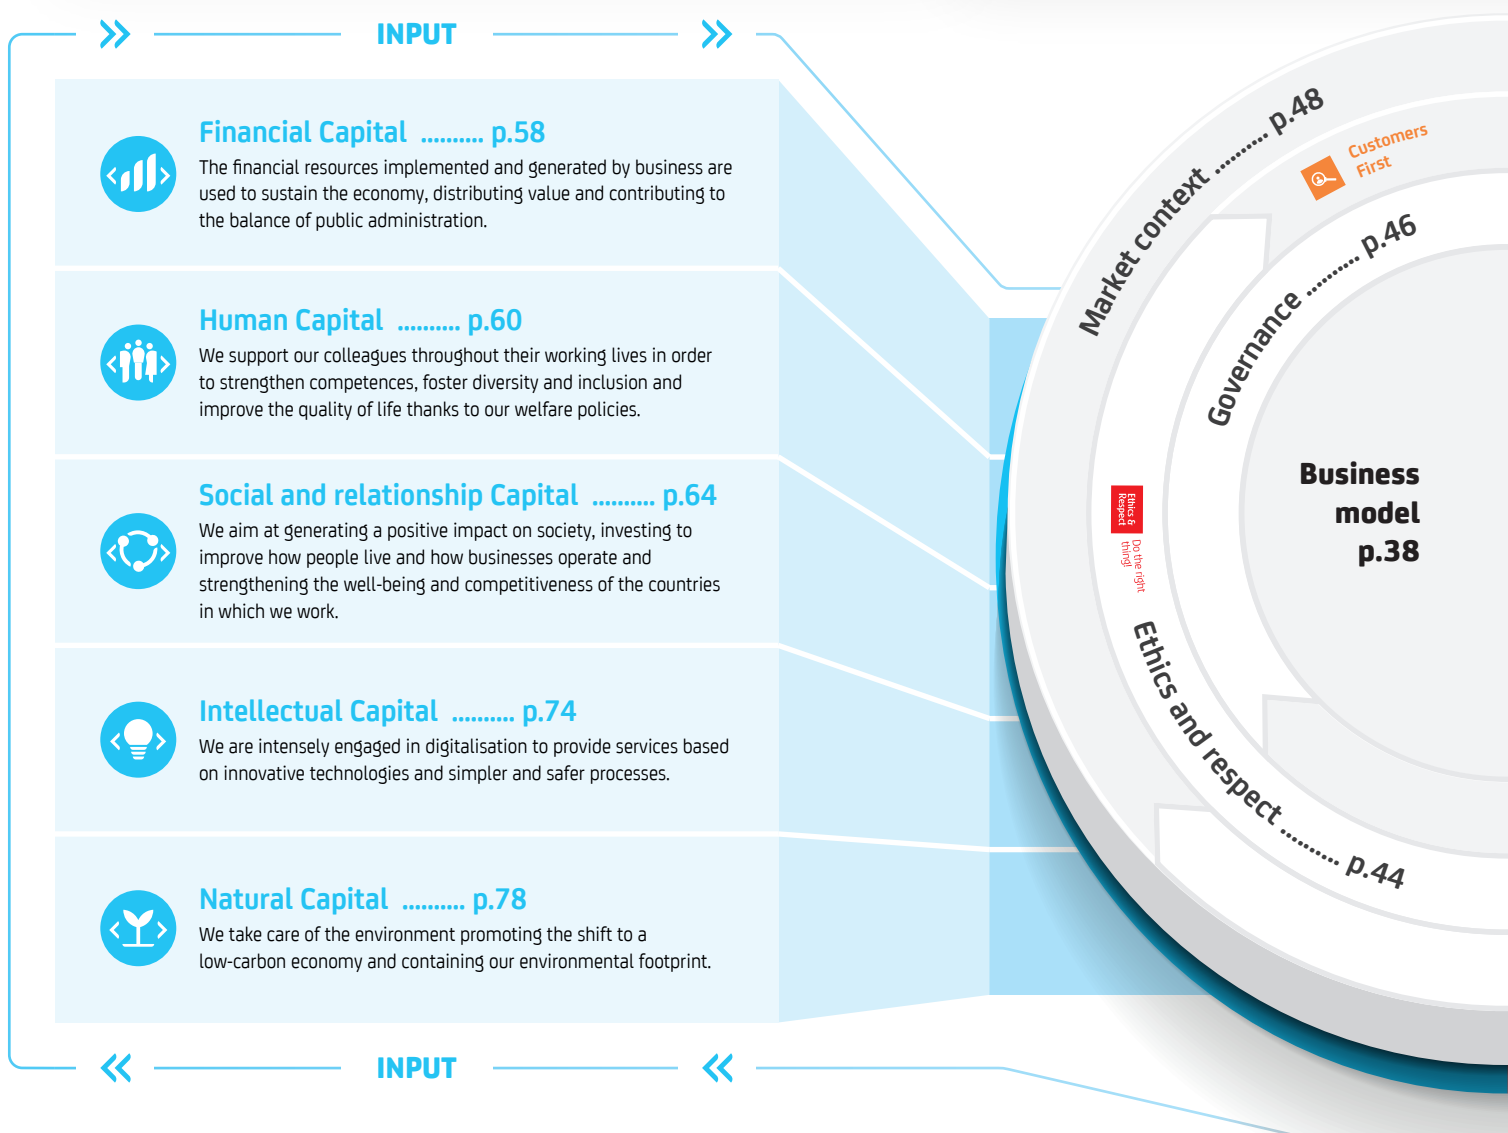 INPUT
Financial Capital .......... p.58
The financial resources implemented and generated by business are
used to sustain the economy, distributing value and contributing to
the balance of public administration.
Human Capital .......... p.60
We support our colleagues throughout their working lives in order
to strengthen competences, foster diversity and inclusion and
improve the quality of life thanks to our welfare policies.
Social and relationship Capital .......... p.64
We aim at generating a positive impact on society, investing to
improve how people live and how businesses operate and
strengthening the well-being and competitiveness of the countries
in which we work.
Intellectual Capital .......... p.74
We are intensely engaged in digitalisation to provide services based
on innovative technologies and simpler and safer processes.
Natural Capital .......... p.78
We take care of the environment promoting the shift to a
low-carbon economy and containing our environmental footprint.
INPUT
Market context .......... p.48
Customers
First
Governance .......... p.46
Business
model
p.38
Ethics &
Respect
Do the right
thing!
Ethics and respect .......... p.44